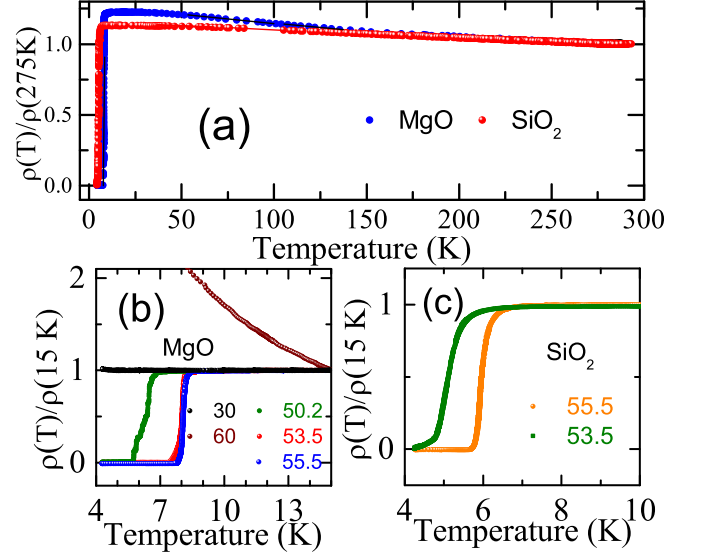 ρ(T)/ρ(275K)
1.0
0.5
0.0
(a)
MgO
SiO₂
0 50 100 150 200 250 300
Temperature (K)
ρ(T)/ρ(15 K)
2
1
0
(b)
MgO
30
60
50.2
53.5
55.5
4 7 10 13
Temperature (K)
ρ(T)/ρ(15 K)
1
0
(c)
SiO₂
55.5
53.5
4 6 8 10
Temperature (K)